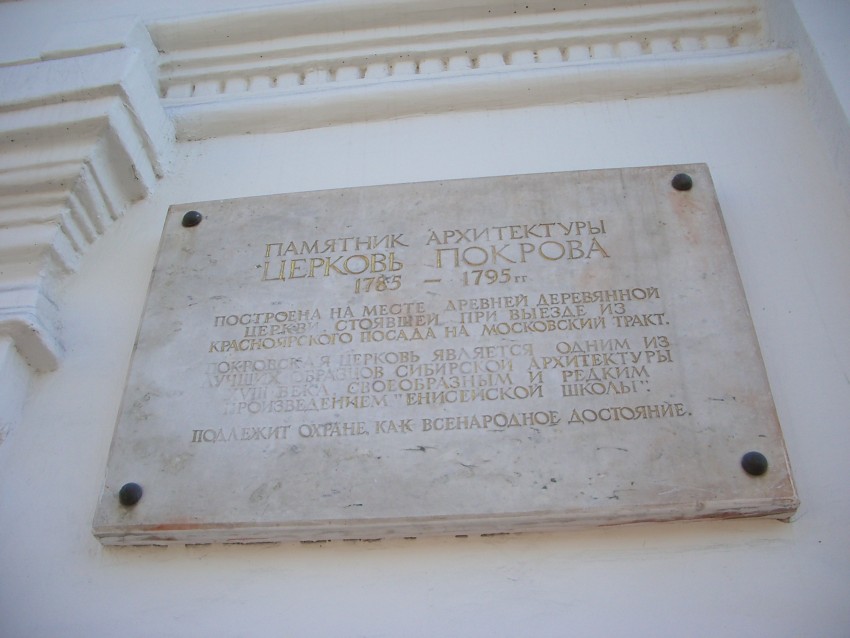 ПАМЯТНИК АРХИТЕКТУРЫ
ЦЕРКОВЬ ПОКРОВА
1785 – 1795 гг
ПОСТРОЕНА НА МЕСТЕ ДРЕВНЕЙ ДЕРЕВЯННОЙ
ЦЕРКВИ, СТОЯВШЕЙ ПРИ ВЫЕЗДЕ ИЗ
КРАСНОЯРСКОГО ПОСАДА НА МОСКОВСКИЙ ТРАКТ.
ПОКРОВСКАЯ ЦЕРКОВЬ ЯВЛЯЕТСЯ ОДНИМ ИЗ
ЛУЧШИХ ОБРАЗЦОВ СИБИРСКОЙ АРХИТЕКТУРЫ
XVIII ВЕКА, СВОЕОБРАЗНЫМ И РЕДКИМ
ПРОИЗВЕДЕНИЕМ "ЕНИСЕЙСКОЙ ШКОЛЫ".
ПОДЛЕЖИТ ОХРАНЕ, КАК ВСЕНАРОДНОЕ ДОСТОЯНИЕ.